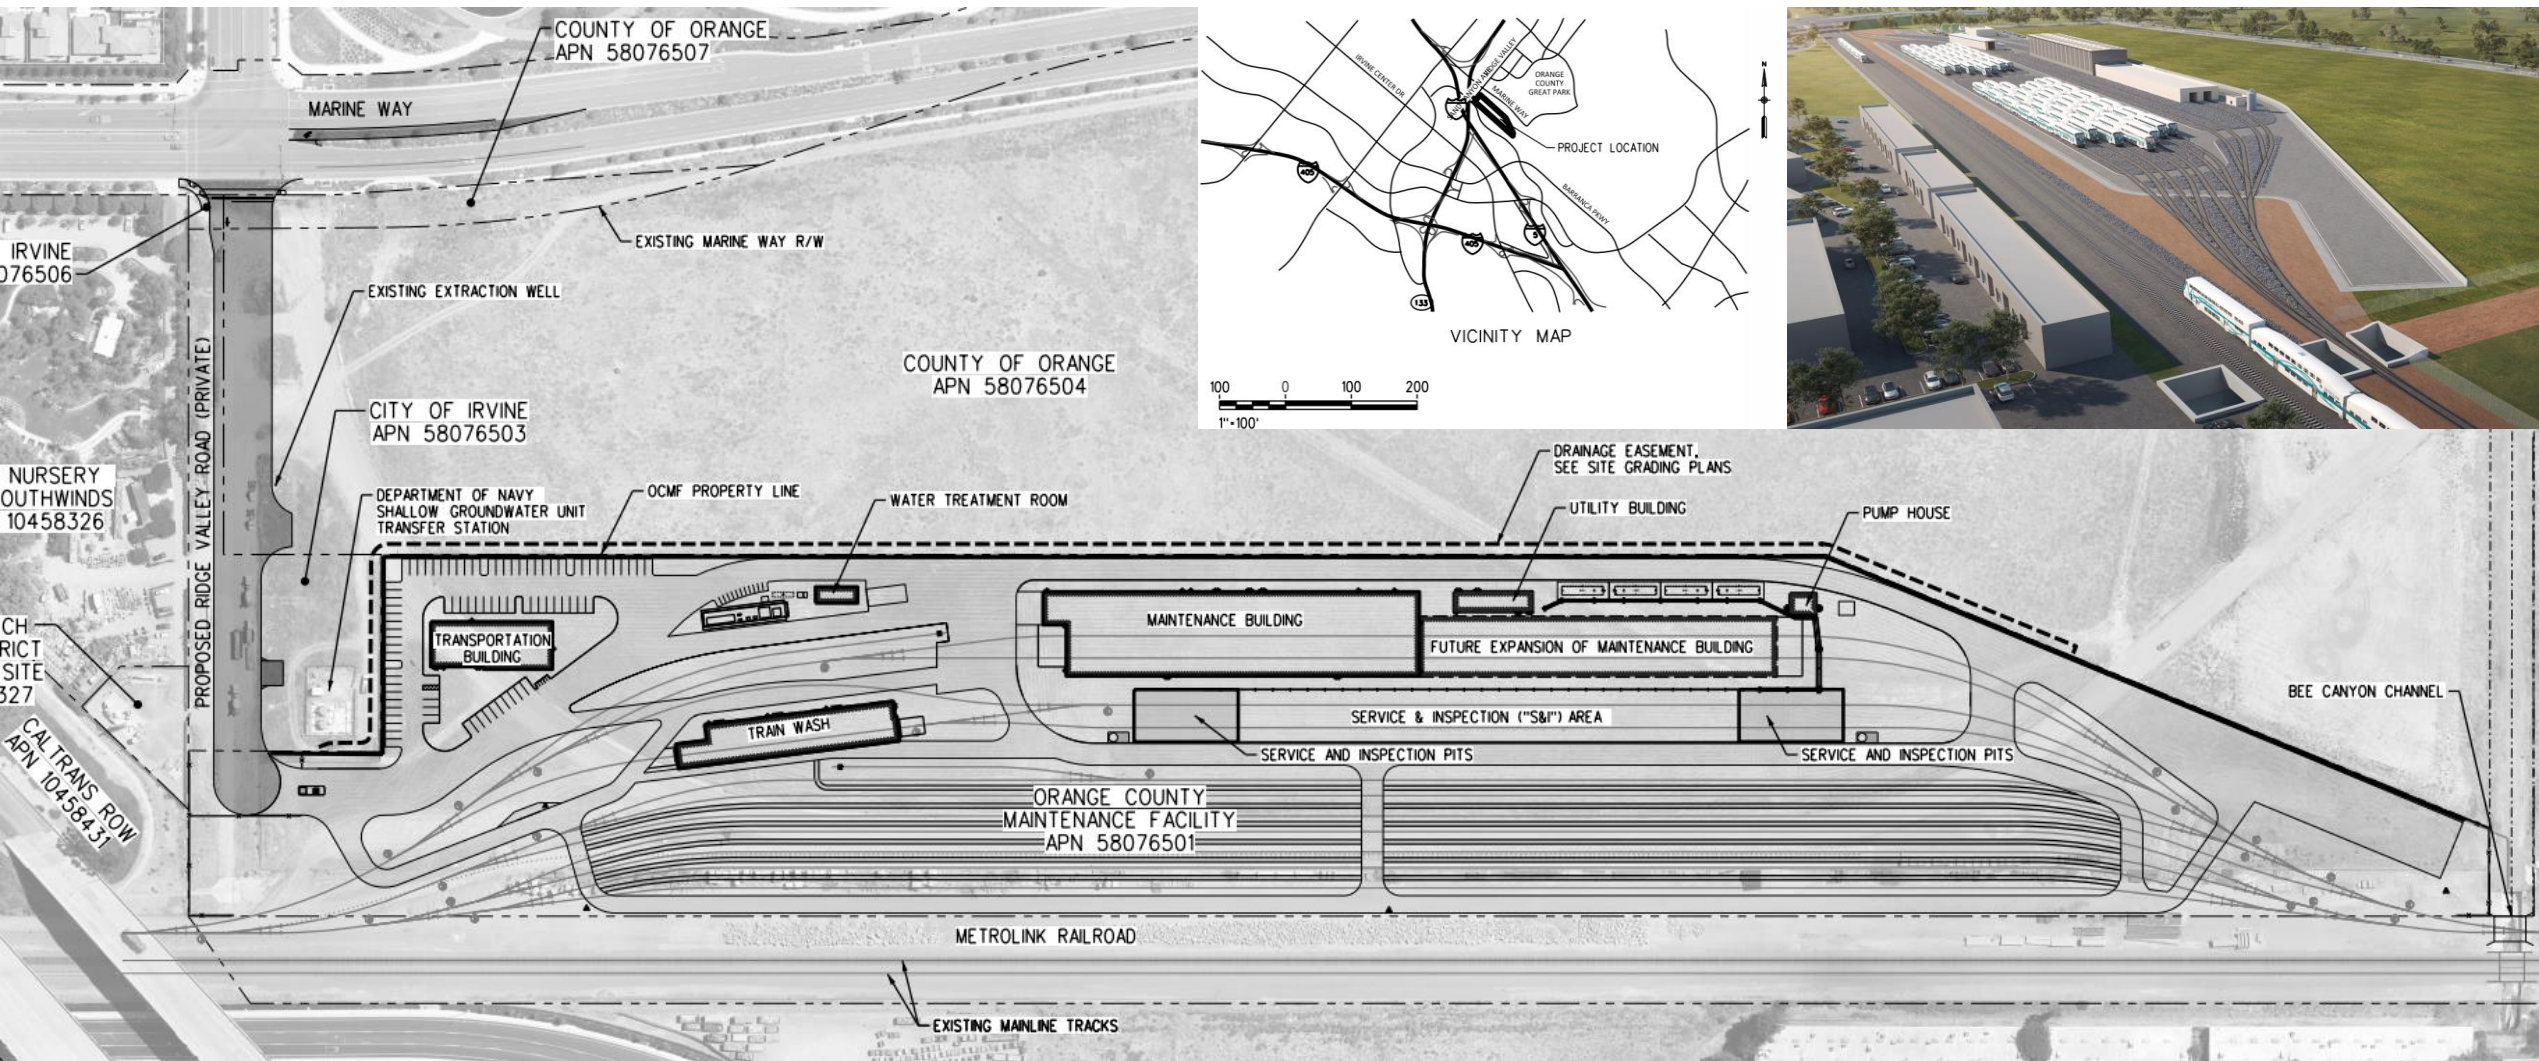 COUNTY OF ORANGE
APN 58076507
MARINE WAY
EXISTING MARINE WAY R/W
IRVINE
076506
EXISTING EXTRACTION WELL
COUNTY OF ORANGE
APN 58076504
CITY OF IRVINE
APN 58076503
PROPOSED RIDGE VALLEY ROAD (PRIVATE)
NURSERY
OUTHWINDS
10458326
DEPARTMENT OF NAVY
SHALLOW GROUNDWATER UNIT
TRANSFER STATION
OCMF PROPERTY LINE
WATER TREATMENT ROOM
IRVINE CENTER DR
RIDGE VALLEY
ORANGE
COUNTY
GREAT PARK
MARINE WAY
N
PROJECT LOCATION
BARRANCA PKWY
405
405
5
133
VICINITY MAP
100 0 100 200
1"=100'
DRAINAGE EASEMENT,
SEE SITE GRADING PLANS
UTILITY BUILDING
PUMP HOUSE
CH
RICT
SITE
327
CALTRANS ROW
APN 10458431
TRANSPORTATION
BUILDING
MAINTENANCE BUILDING
FUTURE EXPANSION OF MAINTENANCE BUILDING
TRAIN WASH
SERVICE & INSPECTION ("S&I") AREA
SERVICE AND INSPECTION PITS
SERVICE AND INSPECTION PITS
BEE CANYON CHANNEL
ORANGE COUNTY
MAINTENANCE FACILITY
APN 58076501
METROLINK RAILROAD
EXISTING MAINLINE TRACKS